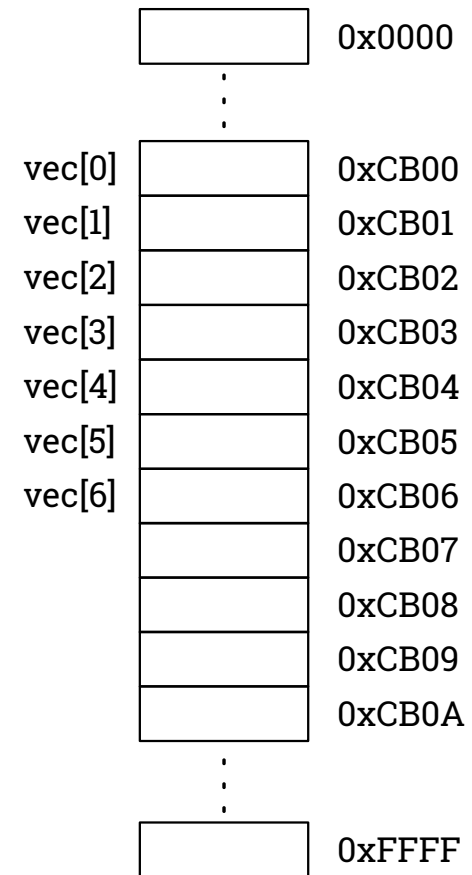 0x0000
vec[0] 0xCB00
vec[1] 0xCB01
vec[2] 0xCB02
vec[3] 0xCB03
vec[4] 0xCB04
vec[5] 0xCB05
vec[6] 0xCB06
0xCB07
0xCB08
0xCB09
0xCB0A
0xFFFF